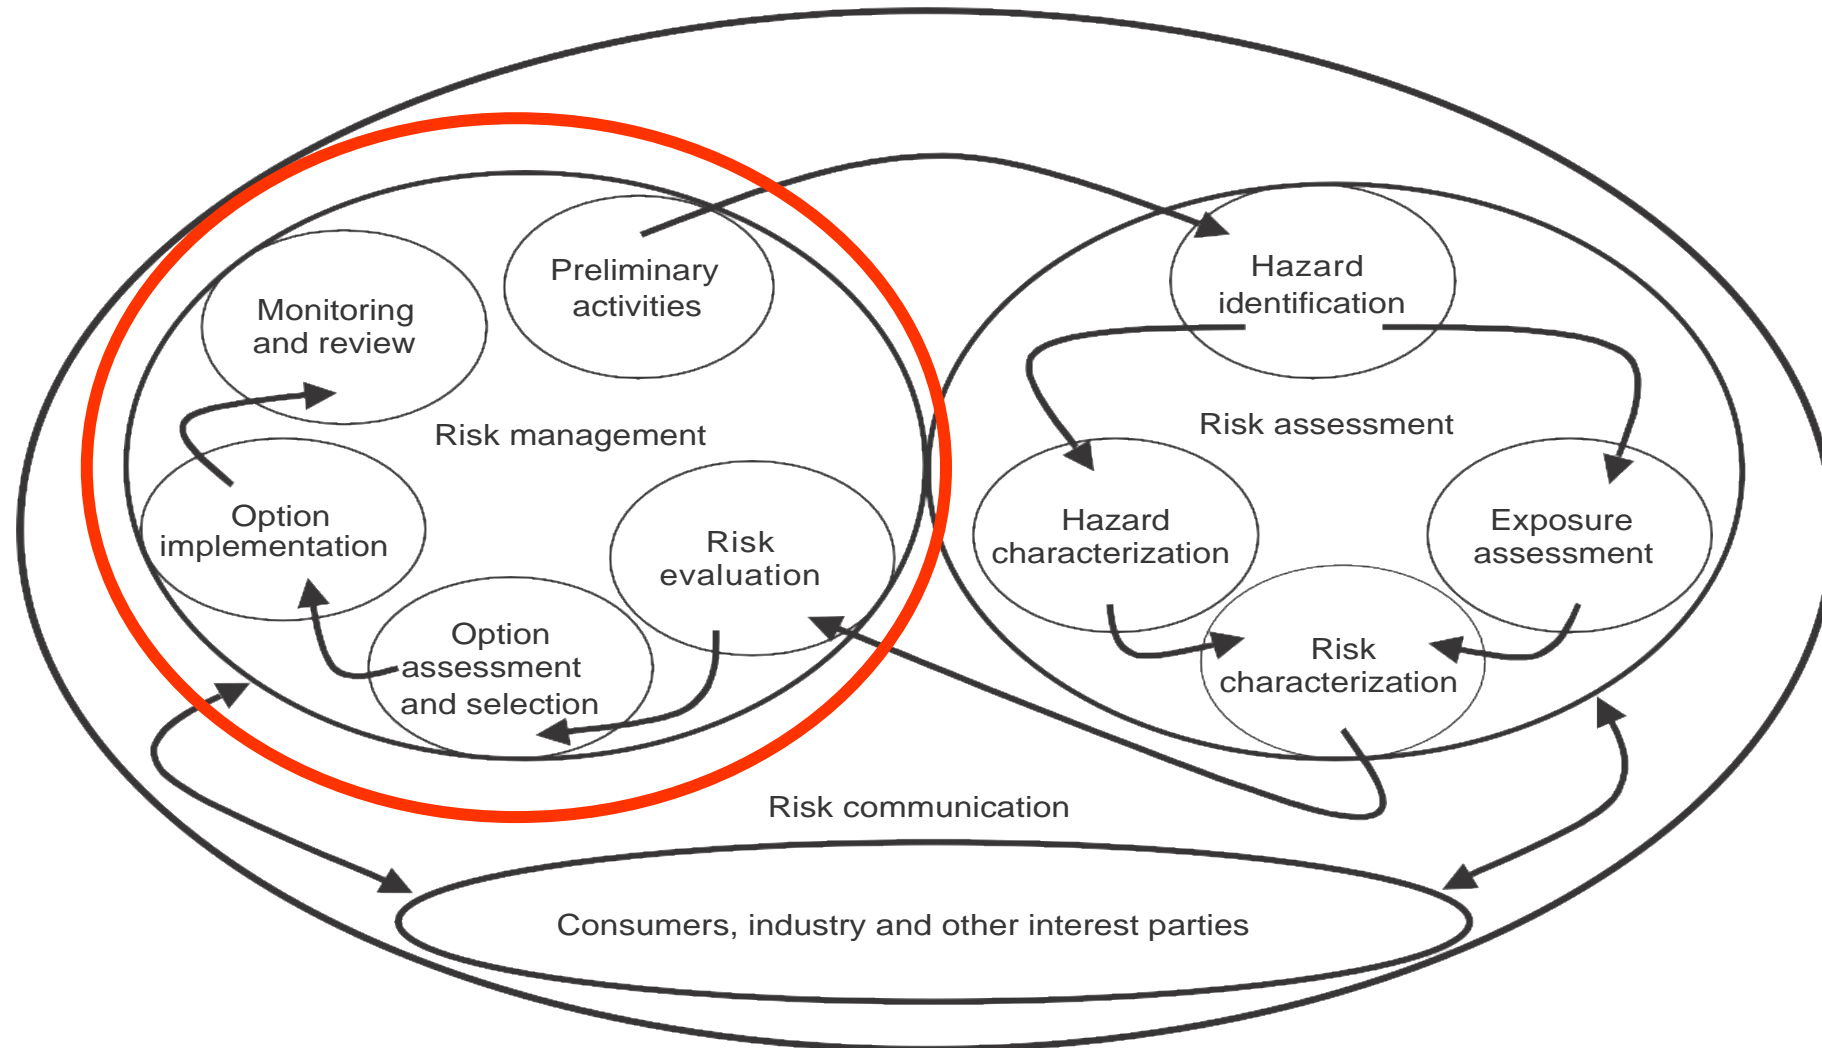 Preliminary
activities
Monitoring
and review
Risk management
Option
implementation
Risk
evaluation
Option
assessment
and selection
Hazard
identification
Risk assessment
Hazard
characterization
Exposure
assessment
Risk
characterization
Risk communication
Consumers, industry and other interest parties